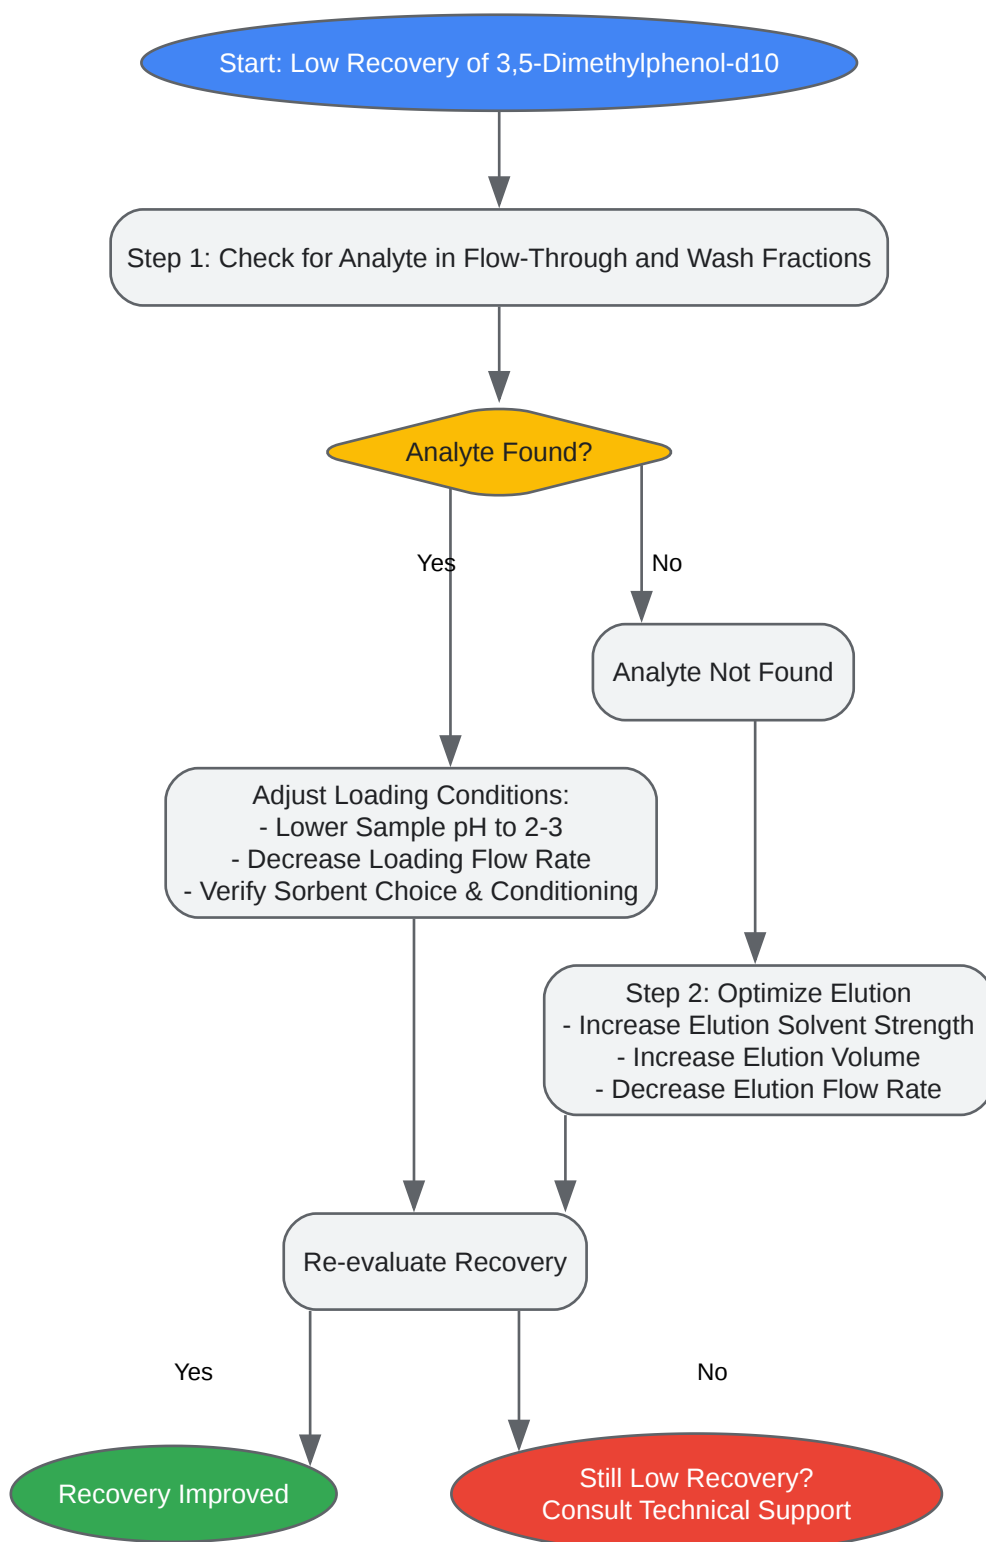 Start: Low Recovery of 3,5-Dimethylphenol-d10
Step 1: Check for Analyte in Flow-Through and Wash Fractions
Analyte Found?
Yes
No
Analyte Not Found
Adjust Loading Conditions:
- Lower Sample pH to 2-3
- Decrease Loading Flow Rate
- Verify Sorbent Choice & Conditioning
Step 2: Optimize Elution
- Increase Elution Solvent Strength
- Increase Elution Volume
- Decrease Elution Flow Rate
Re-evaluate Recovery
Yes
No
Recovery Improved
Still Low Recovery?
Consult Technical Support